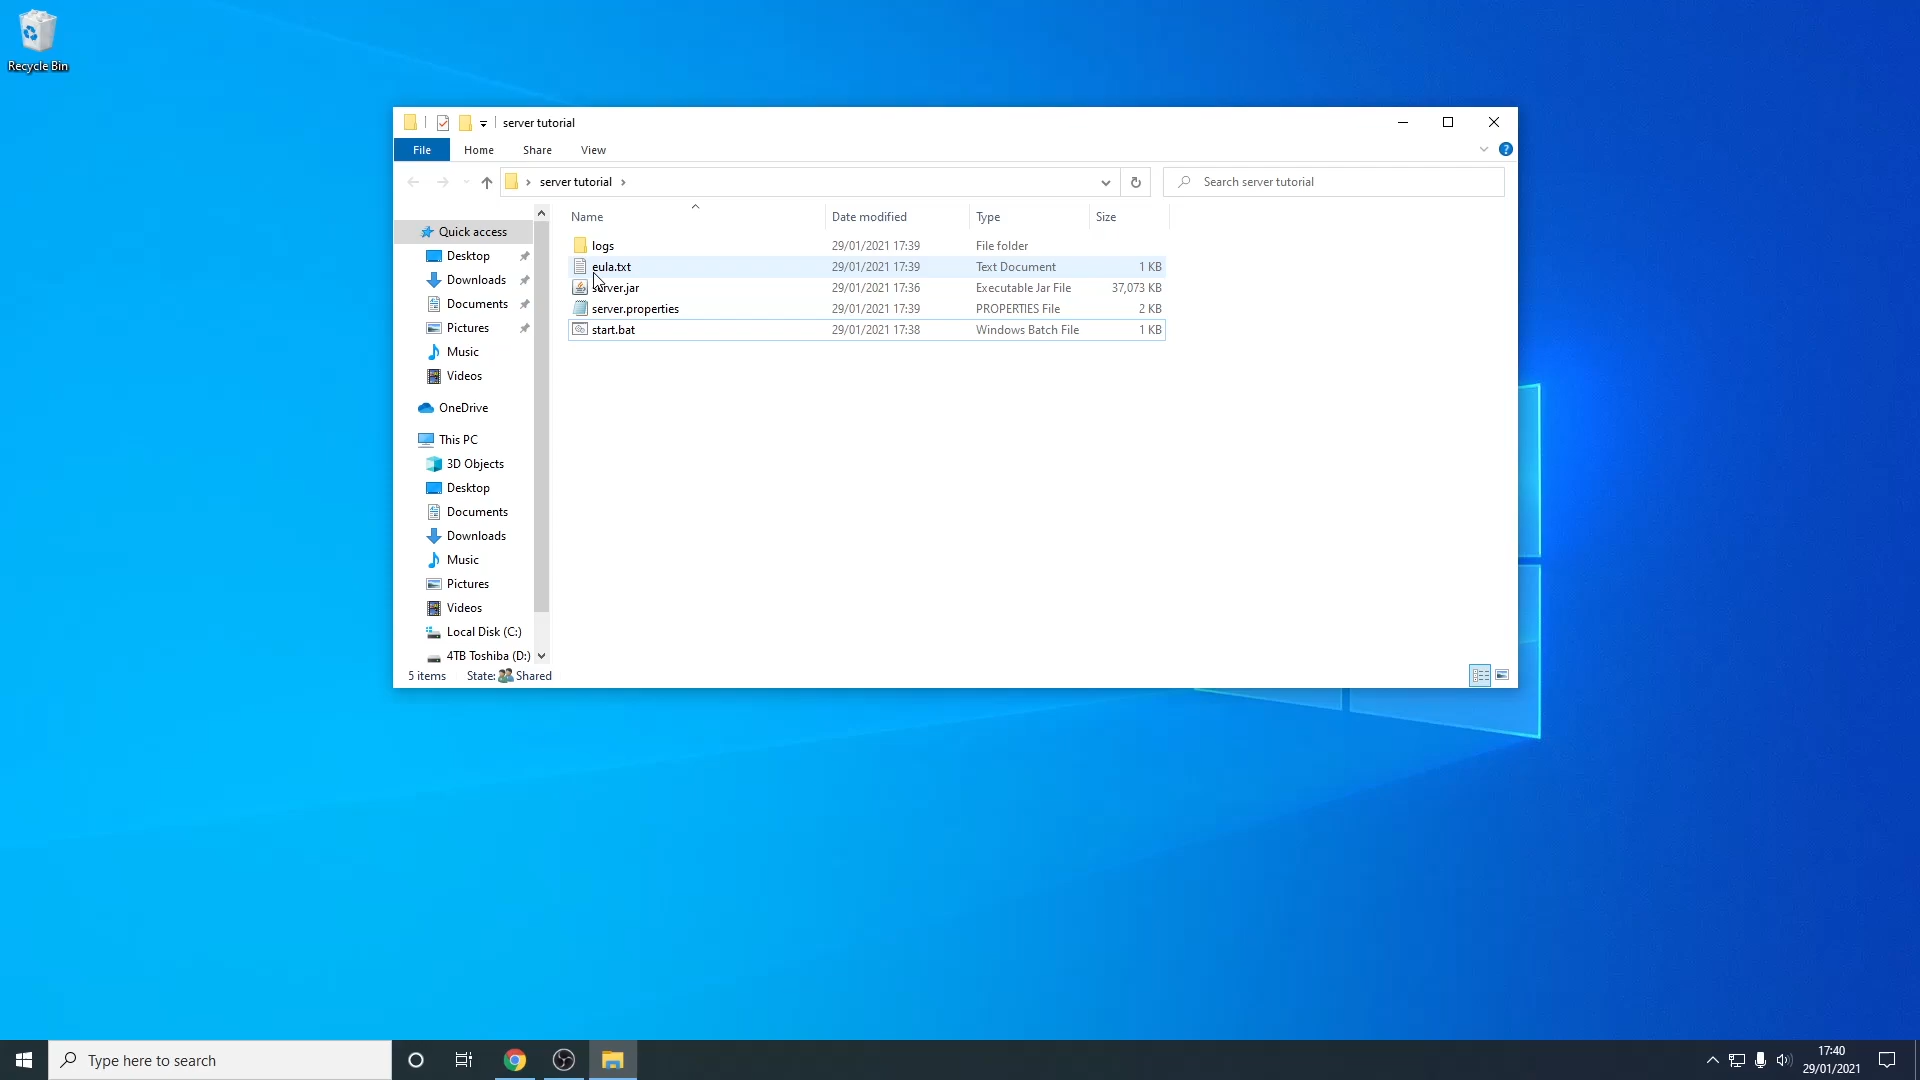 Recycle Bin
server tutorial
File Home Share View
server tutorial
Search server tutorial
Name Date modified Type Size
logs 29/01/2021 17:39 File folder
eula.txt 29/01/2021 17:39 Text Document 1 KB
server.jar 29/01/2021 17:36 Executable Jar File 37,073 KB
server.properties 29/01/2021 17:39 PROPERTIES File 2 KB
start.bat 29/01/2021 17:38 Windows Batch File 1 KB
Quick access
Desktop
Downloads
Documents
Pictures
Music
Videos
OneDrive
This PC
3D Objects
Desktop
Documents
Downloads
Music
Pictures
Videos
Local Disk (C:)
4TB Toshiba (D:)
5 items State: Shared
Type here to search
17:40
29/01/2021